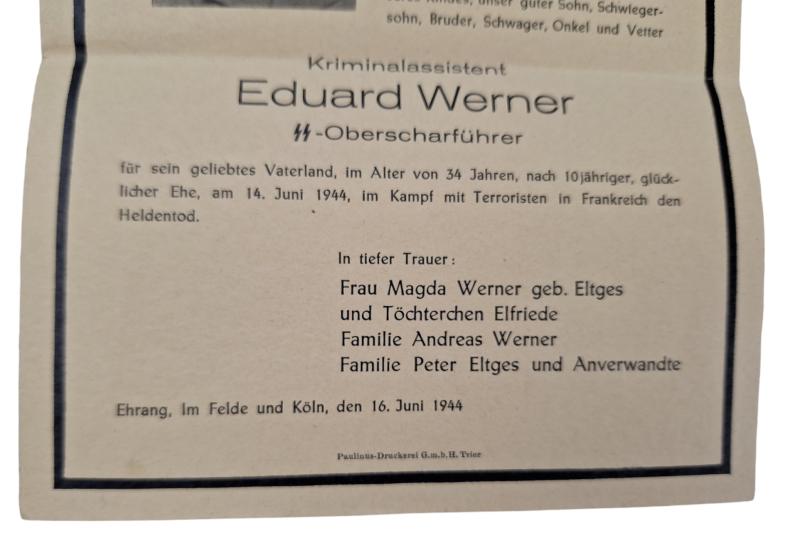 unser guter Sohn, Schwieger-
sohn, Bruder, Schwager, Onkel und Vetter
Kriminalassistent
Eduard Werner
ᛋᛋ-Oberscharführer
für sein geliebtes Vaterland, im Alter von 34 Jahren, nach 10jähriger, glück-
licher Ehe, am 14. Juni 1944, im Kampf mit Terroristen in Frankreich den
Heldentod.
In tiefer Trauer:
Frau Magda Werner geb. Eltges
und Töchterchen Elfriede
Familie Andreas Werner
Familie Peter Eltges und Anverwandte
Ehrang, Im Felde und Köln, den 16. Juni 1944
Paulinus-Druckerei G.m.b.H. Trier